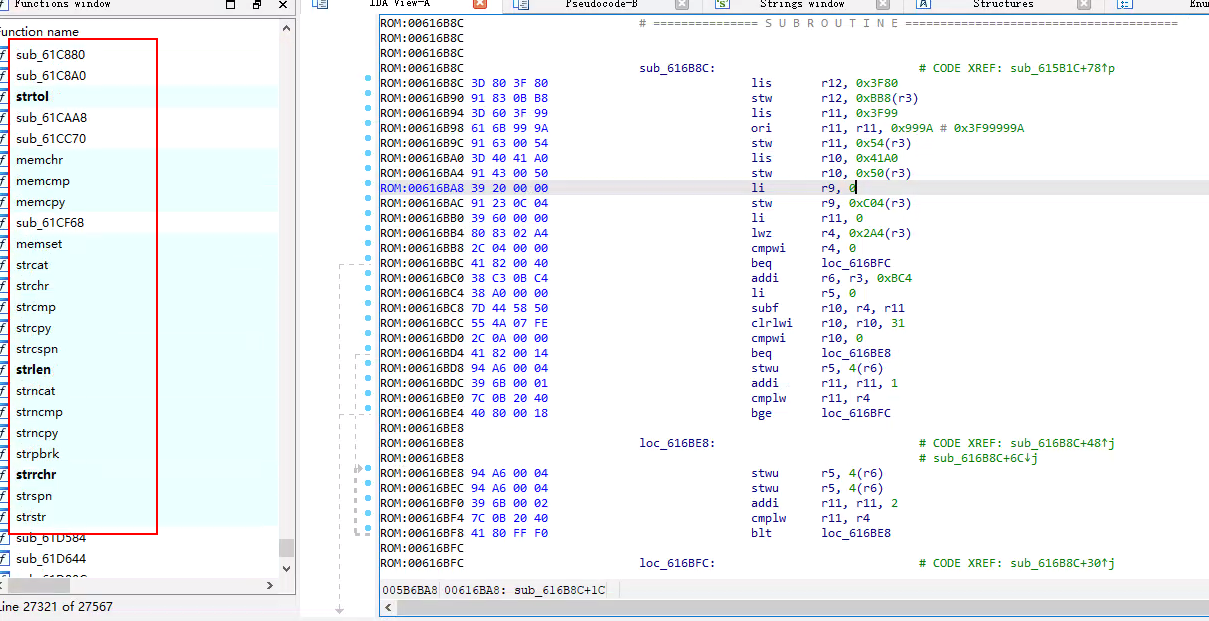 Functions window
IDA View-A
Pseudocode-B
Strings window
Structures
Function name
sub_61C880
sub_61C8A0
strtol
sub_61CAA8
sub_61CC70
memchr
memcmp
memcpy
sub_61CF68
memset
strcat
strchr
strcmp
strcpy
strcspn
strlen
strncat
strncmp
strncpy
strpbrk
strrchr
strspn
strstr
sub_61D584
sub_61D644
Line 27321 of 27567
ROM:00616B8C # ============== S U B R O U T I N E =======================================
ROM:00616B8C
ROM:00616B8C
ROM:00616B8C sub_616B8C: # CODE XREF: sub_615B1C+78↑p
ROM:00616B8C 3D 80 3F 80 lis r12, 0x3F80
ROM:00616B90 91 83 0B B8 stw r12, 0xBB8(r3)
ROM:00616B94 3D 60 3F 99 lis r11, 0x3F99
ROM:00616B98 61 6B 99 9A ori r11, r11, 0x999A # 0x3F99999A
ROM:00616B9C 91 63 00 54 stw r11, 0x54(r3)
ROM:00616BA0 3D 40 41 A0 lis r10, 0x41A0
ROM:00616BA4 91 43 00 50 stw r10, 0x50(r3)
ROM:00616BA8 39 20 00 00 li r9, 0
ROM:00616BAC 91 23 0C 04 stw r9, 0xC04(r3)
ROM:00616BB0 39 60 00 00 li r11, 0
ROM:00616BB4 80 83 02 A4 lwz r4, 0x2A4(r3)
ROM:00616BB8 2C 04 00 00 cmpwi r4, 0
ROM:00616BBC 41 82 00 40 beq loc_616BFC
ROM:00616BC0 38 C3 0B C4 addi r6, r3, 0xBC4
ROM:00616BC4 38 A0 00 00 li r5, 0
ROM:00616BC8 7D 44 58 50 subf r10, r4, r11
ROM:00616BCC 55 4A 07 FE clrlwi r10, r10, 31
ROM:00616BD0 2C 0A 00 00 cmpwi r10, 0
ROM:00616BD4 41 82 00 14 beq loc_616BE8
ROM:00616BD8 94 A6 00 04 stwu r5, 4(r6)
ROM:00616BDC 39 6B 00 01 addi r11, r11, 1
ROM:00616BE0 7C 0B 20 40 cmplw r11, r4
ROM:00616BE4 40 80 00 18 bge loc_616BFC
ROM:00616BE8
ROM:00616BE8 loc_616BE8: # CODE XREF: sub_616B8C+48↑j
ROM:00616BE8 # sub_616B8C+6C↓j
ROM:00616BE8 94 A6 00 04 stwu r5, 4(r6)
ROM:00616BEC 94 A6 00 04 stwu r5, 4(r6)
ROM:00616BF0 39 6B 00 02 addi r11, r11, 2
ROM:00616BF4 7C 0B 20 40 cmplw r11, r4
ROM:00616BF8 41 80 FF F0 blt loc_616BE8
ROM:00616BFC
ROM:00616BFC loc_616BFC: # CODE XREF: sub_616B8C+30↑j
005B6BA8 00616BA8: sub_616B8C+1C